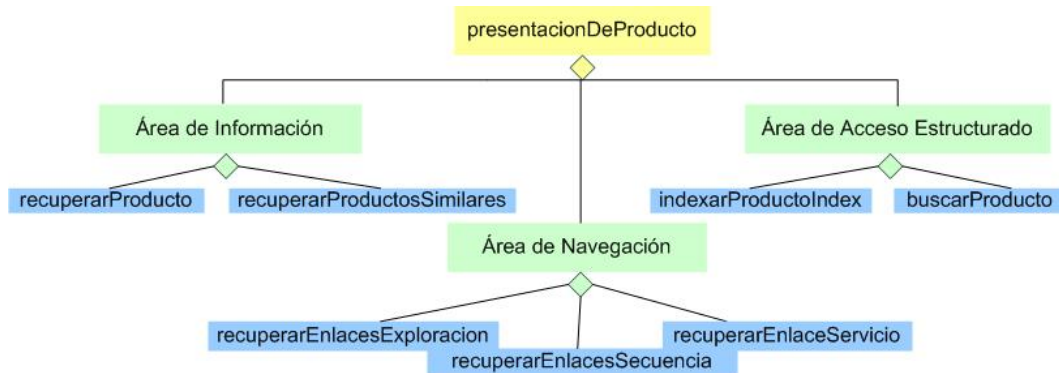 presentacionDeProducto
Área de Información
Área de Acceso Estructurado
recuperarProducto
recuperarProductosSimilares
indexarProductoIndex
buscarProducto
Área de Navegación
recuperarEnlacesExploracion
recuperarEnlaceServicio
recuperarEnlacesSecuencia